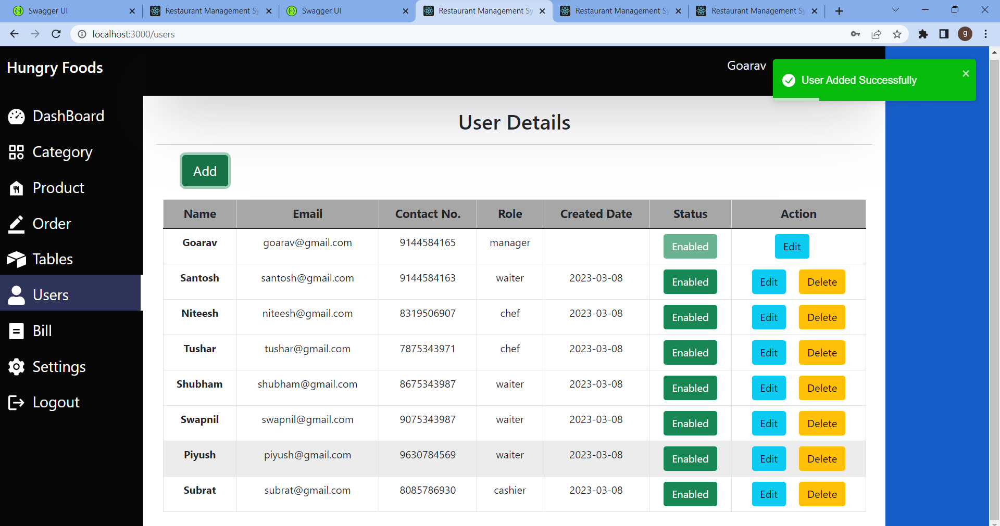 Swagger UI
Restaurant Management Sy
Swagger UI
Restaurant Management Sy
Restaurant Management Sy
Restaurant Management Sy
localhost:3000/users
g
Hungry Foods
Goarav
User Added Successfully
DashBoard
Category
Product
Order
Tables
Users
Bill
Settings
Logout
User Details
Add
Name Email Contact No. Role Created Date Status Action
Goarav goarav@gmail.com 9144584165 manager Enabled Edit
Santosh santosh@gmail.com 9144584163 waiter 2023-03-08 Enabled Edit Delete
Niteesh niteesh@gmail.com 8319506907 chef 2023-03-08 Enabled Edit Delete
Tushar tushar@gmail.com 7875343971 chef 2023-03-08 Enabled Edit Delete
Shubham shubham@gmail.com 8675343987 waiter 2023-03-08 Enabled Edit Delete
Swapnil swapnil@gmail.com 9075343987 waiter 2023-03-08 Enabled Edit Delete
Piyush piyush@gmail.com 9630784569 waiter 2023-03-08 Enabled Edit Delete
Subrat subrat@gmail.com 8085786930 cashier 2023-03-08 Enabled Edit Delete